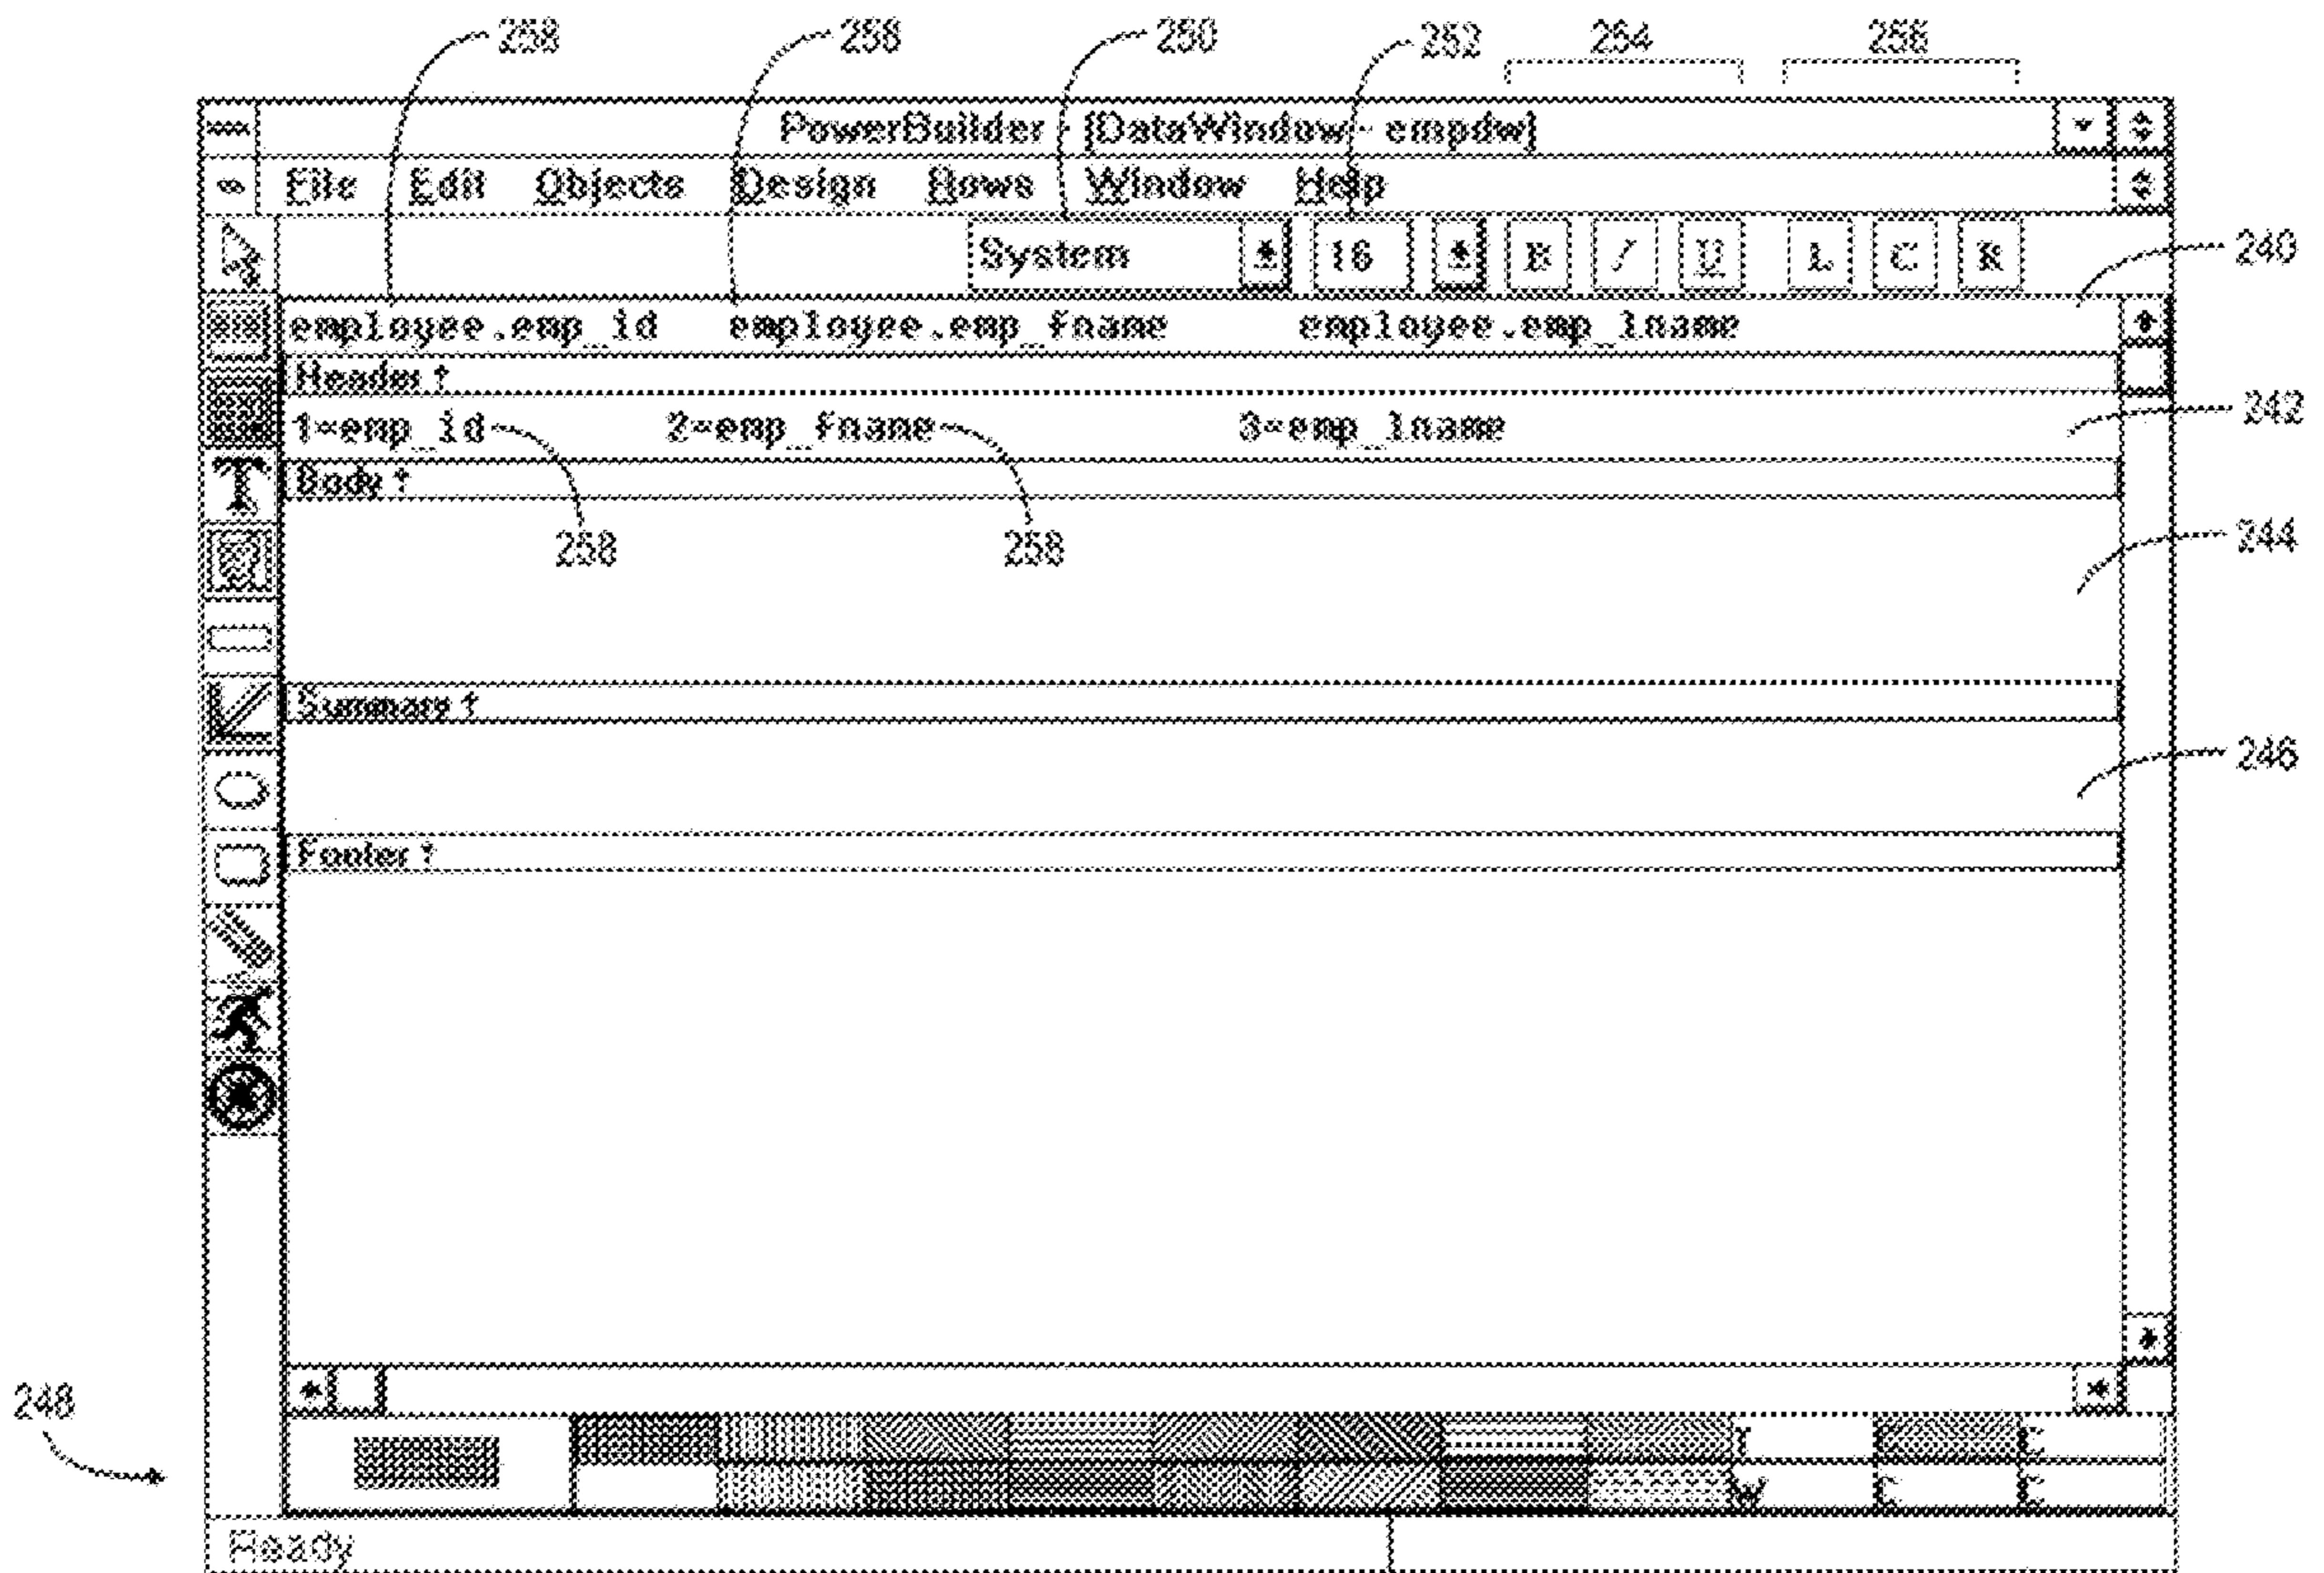 258 258 250 252 254 256
PowerBuilder - [DataWindow - empdw]
File Edit Objects Design Rows Window Help
System 16 B I U L C R
240
employee.emp_id employee.emp_fname employee.emp_lname
Header↑
242
1=emp_id 2=emp_fname 3=emp_lname
Body↑
258 258
244
Summary↑
246
Footer↑
248
T
W C
Ready